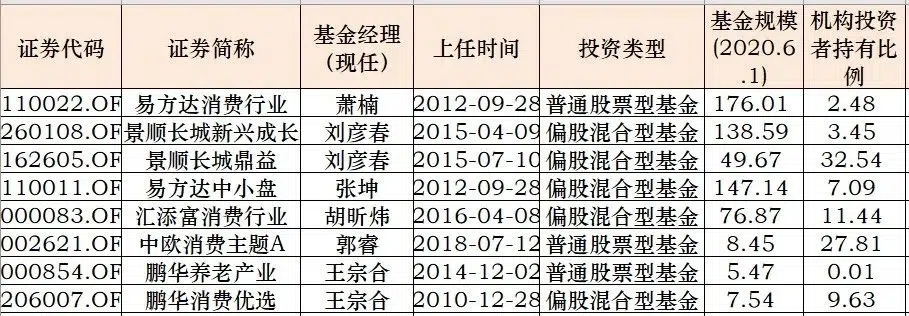 证券代码 证券简称 基金经理（现任） 上任时间 投资类型 基金规模(2020.6.1) 机构投资者持有比例
110022.OF 易方达消费行业 萧楠 2012-09-28 普通股票型基金 176.01 2.48
260108.OF 景顺长城新兴成长 刘彦春 2015-04-09 偏股混合型基金 138.59 3.45
162605.OF 景顺长城鼎益 刘彦春 2015-07-10 偏股混合型基金 49.67 32.54
110011.OF 易方达中小盘 张坤 2012-09-28 偏股混合型基金 147.14 7.09
000083.OF 汇添富消费行业 胡昕炜 2016-04-08 偏股混合型基金 76.87 11.44
002621.OF 中欧消费主题A 郭睿 2018-07-12 普通股票型基金 8.45 27.81
000854.OF 鹏华养老产业 王宗合 2014-12-02 普通股票型基金 5.47 0.01
206007.OF 鹏华消费优选 王宗合 2010-12-28 偏股混合型基金 7.54 9.63